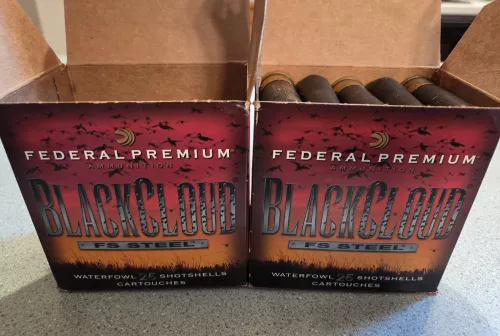 FEDERAL PREMIUM
AMMUNITION
BLACKCLOUD
FS STEEL
WATERFOWL 25 SHOTSHELLS
CARTOUCHES
FEDERAL PREMIUM
AMMUNITION
BLACKCLOUD
FS STEEL
WATERFOWL 25 SHOTSHELLS
CARTOUCHES